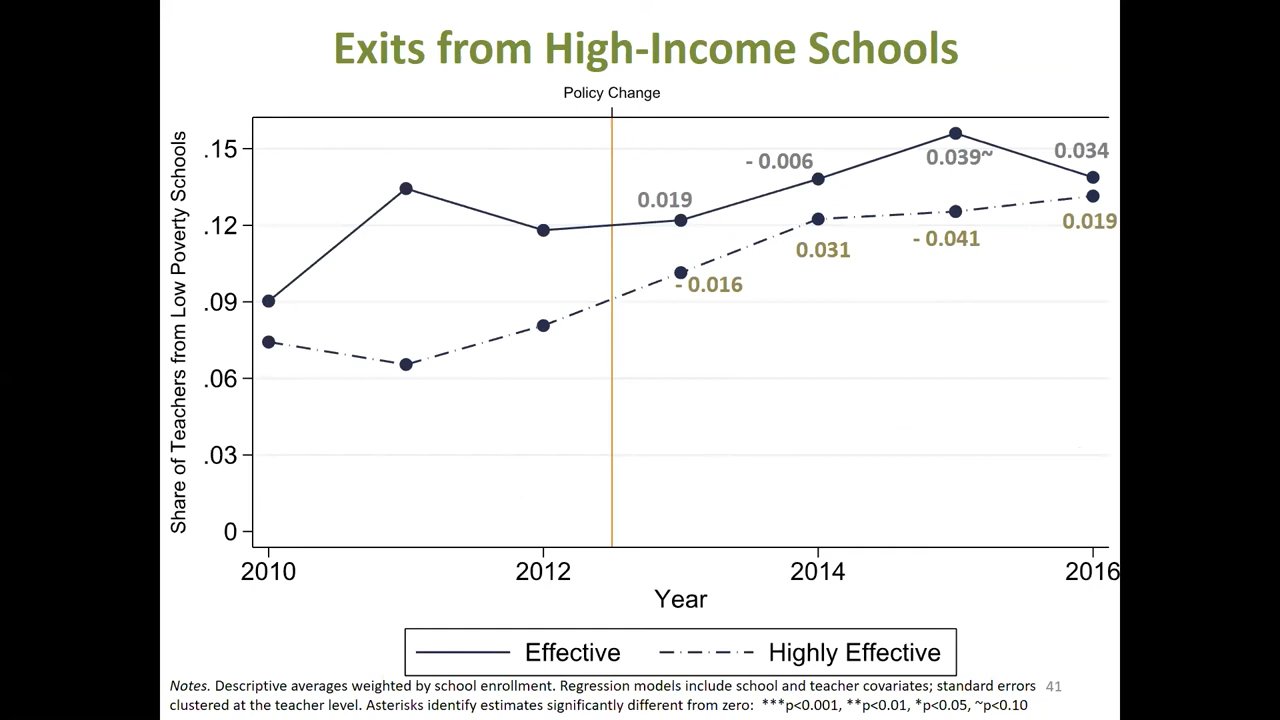 Exits from High-Income Schools
Policy Change
Share of Teachers from Low Poverty Schools
.15
.12
.09
.06
.03
0
0.019
- 0.006
0.039~
0.034
- 0.016
0.031
- 0.041
0.019
2010
2012
2014
2016
Year
Effective
Highly Effective
Notes. Descriptive averages weighted by school enrollment. Regression models include school and teacher covariates; standard errors
clustered at the teacher level. Asterisks identify estimates significantly different from zero: ***p<0.001, **p<0.01, *p<0.05, ~p<0.10
41